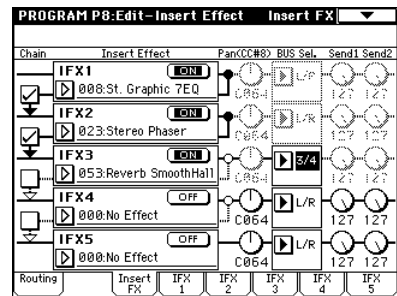 PROGRAM P8:Edit-Insert Effect Insert FX
Chain Insert Effect Pan(CC#8) BUS Sel. Send1 Send2
IFX1 ON
008:St. Graphic 7EQ C064 L/R 127 127
IFX2 ON
023:Stereo Phaser C064 L/R 127 127
IFX3 ON
053:Reverb SmoothHall C064 3/4 127 127
IFX4 OFF
000:No Effect C064 L/R 127 127
IFX5 OFF
000:No Effect C064 L/R 127 127
Routing Insert FX IFX 1 IFX 2 IFX 3 IFX 4 IFX 5